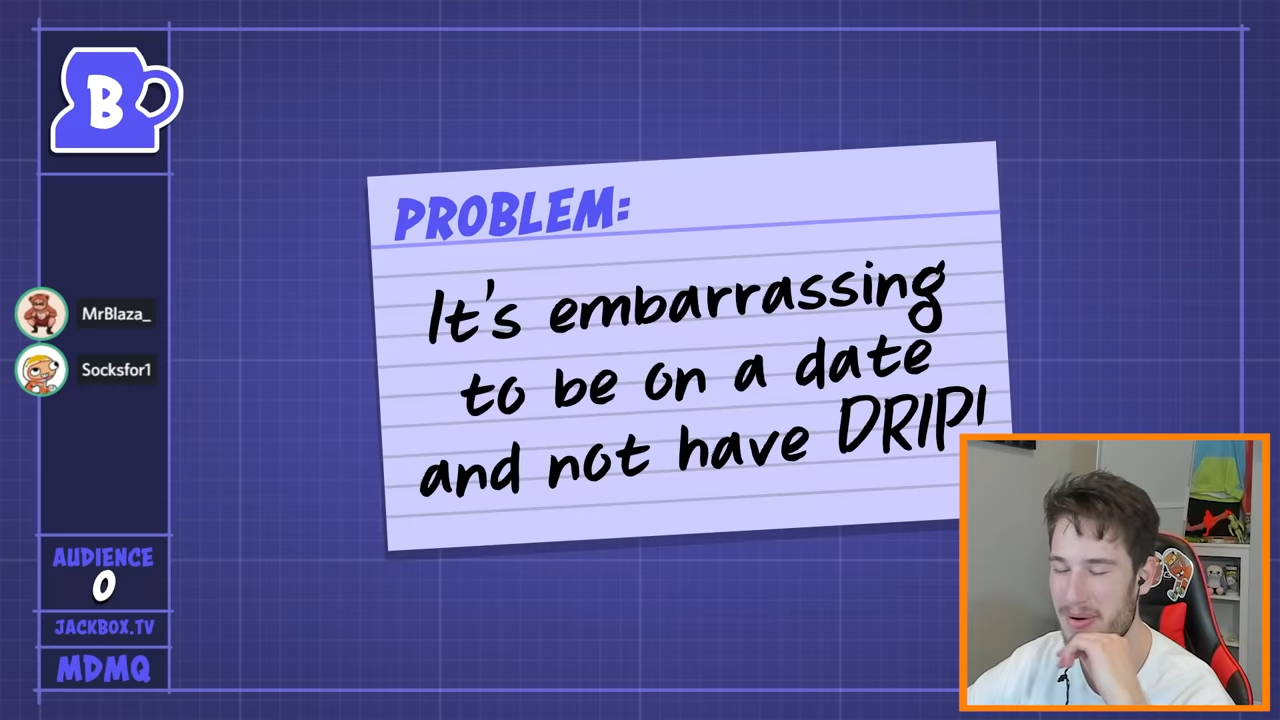 B
PROBLEM:
It's embarrassing
to be on a date
and not have DRIP!
MrBlaza_
Socksfor1
AUDIENCE
0
JACKBOX.TV
MDMQ